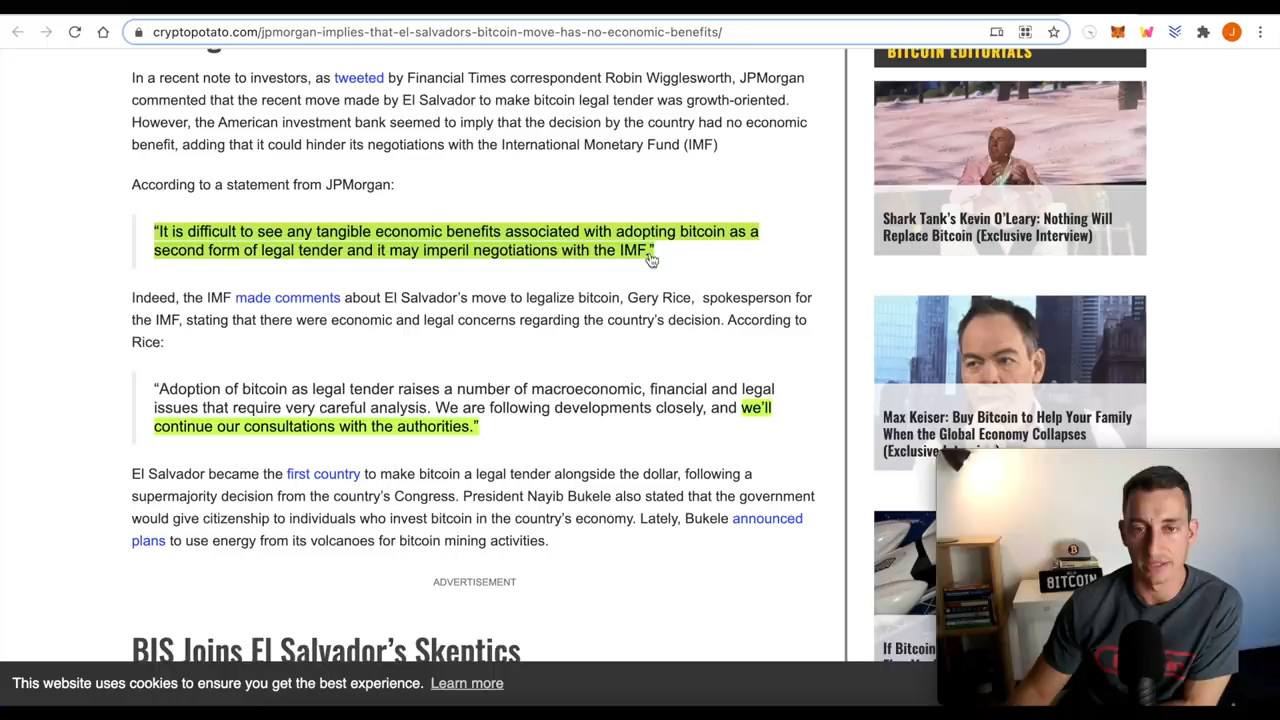 cryptopotato.com/jpmorgan-implies-that-el-salvadors-bitcoin-move-has-no-economic-benefits/
J
In a recent note to investors, as tweeted by Financial Times correspondent Robin Wigglesworth, JPMorgan
commented that the recent move made by El Salvador to make bitcoin legal tender was growth-oriented.
However, the American investment bank seemed to imply that the decision by the country had no economic
benefit, adding that it could hinder its negotiations with the International Monetary Fund (IMF)
According to a statement from JPMorgan:
“It is difficult to see any tangible economic benefits associated with adopting bitcoin as a
second form of legal tender and it may imperil negotiations with the IMF.”
Indeed, the IMF made comments about El Salvador’s move to legalize bitcoin, Gery Rice, spokesperson for
the IMF, stating that there were economic and legal concerns regarding the country’s decision. According to
Rice:
“Adoption of bitcoin as legal tender raises a number of macroeconomic, financial and legal
issues that require very careful analysis. We are following developments closely, and we’ll
continue our consultations with the authorities.”
El Salvador became the first country to make bitcoin a legal tender alongside the dollar, following a
supermajority decision from the country’s Congress. President Nayib Bukele also stated that the government
would give citizenship to individuals who invest bitcoin in the country’s economy. Lately, Bukele announced
plans to use energy from its volcanoes for bitcoin mining activities.
ADVERTISEMENT
BIS Joins El Salvador’s Skeptics
BITCOIN EDITORIALS
Shark Tank’s Kevin O’Leary: Nothing Will
Replace Bitcoin (Exclusive Interview)
Max Keiser: Buy Bitcoin to Help Your Family
When the Global Economy Collapses
(Exclusive
If Bitcoin
BITCOIN
This website uses cookies to ensure you get the best experience. Learn more